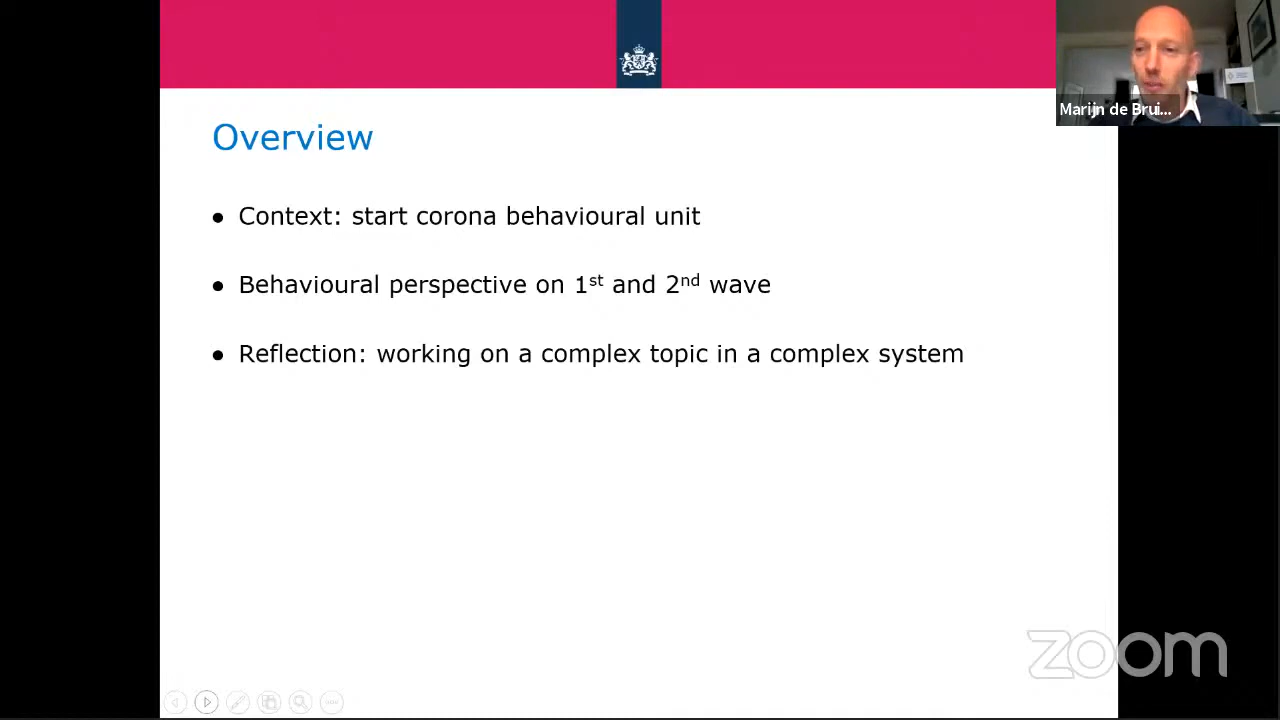 Marijn de Brui...
Overview
● Context: start corona behavioural unit
● Behavioural perspective on 1st and 2nd wave
● Reflection: working on a complex topic in a complex system
zoom